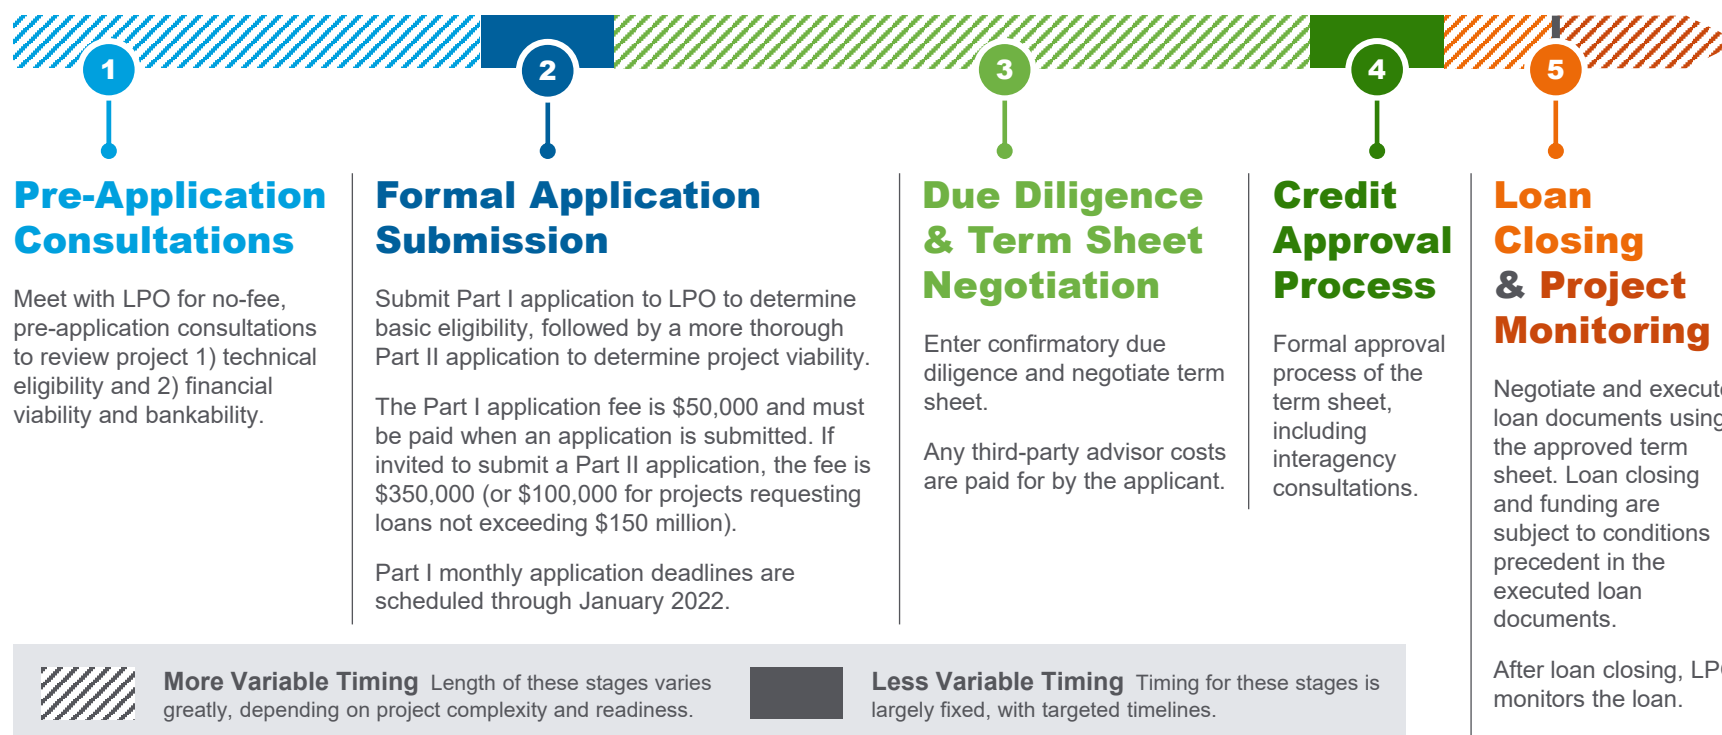 1
2
3
4
5
Pre-Application
Consultations
Meet with LPO for no-fee,
pre-application consultations
to review project 1) technical
eligibility and 2) financial
viability and bankability.
Formal Application
Submission
Submit Part I application to LPO to determine
basic eligibility, followed by a more thorough
Part II application to determine project viability.
The Part I application fee is $50,000 and must
be paid when an application is submitted. If
invited to submit a Part II application, the fee is
$350,000 (or $100,000 for projects requesting
loans not exceeding $150 million).
Part I monthly application deadlines are
scheduled through January 2022.
Due Diligence
& Term Sheet
Negotiation
Enter confirmatory due
diligence and negotiate term
sheet.
Any third-party advisor costs
are paid for by the applicant.
Credit
Approval
Process
Formal approval
process of the
term sheet,
including
interagency
consultations.
Loan
Closing
& Project
Monitoring
Negotiate and execute
loan documents using
the approved term
sheet. Loan closing
and funding are
subject to conditions
precedent in the
executed loan
documents.
After loan closing, LPO
monitors the loan.
More Variable Timing Length of these stages varies
greatly, depending on project complexity and readiness.
Less Variable Timing Timing for these stages is
largely fixed, with targeted timelines.